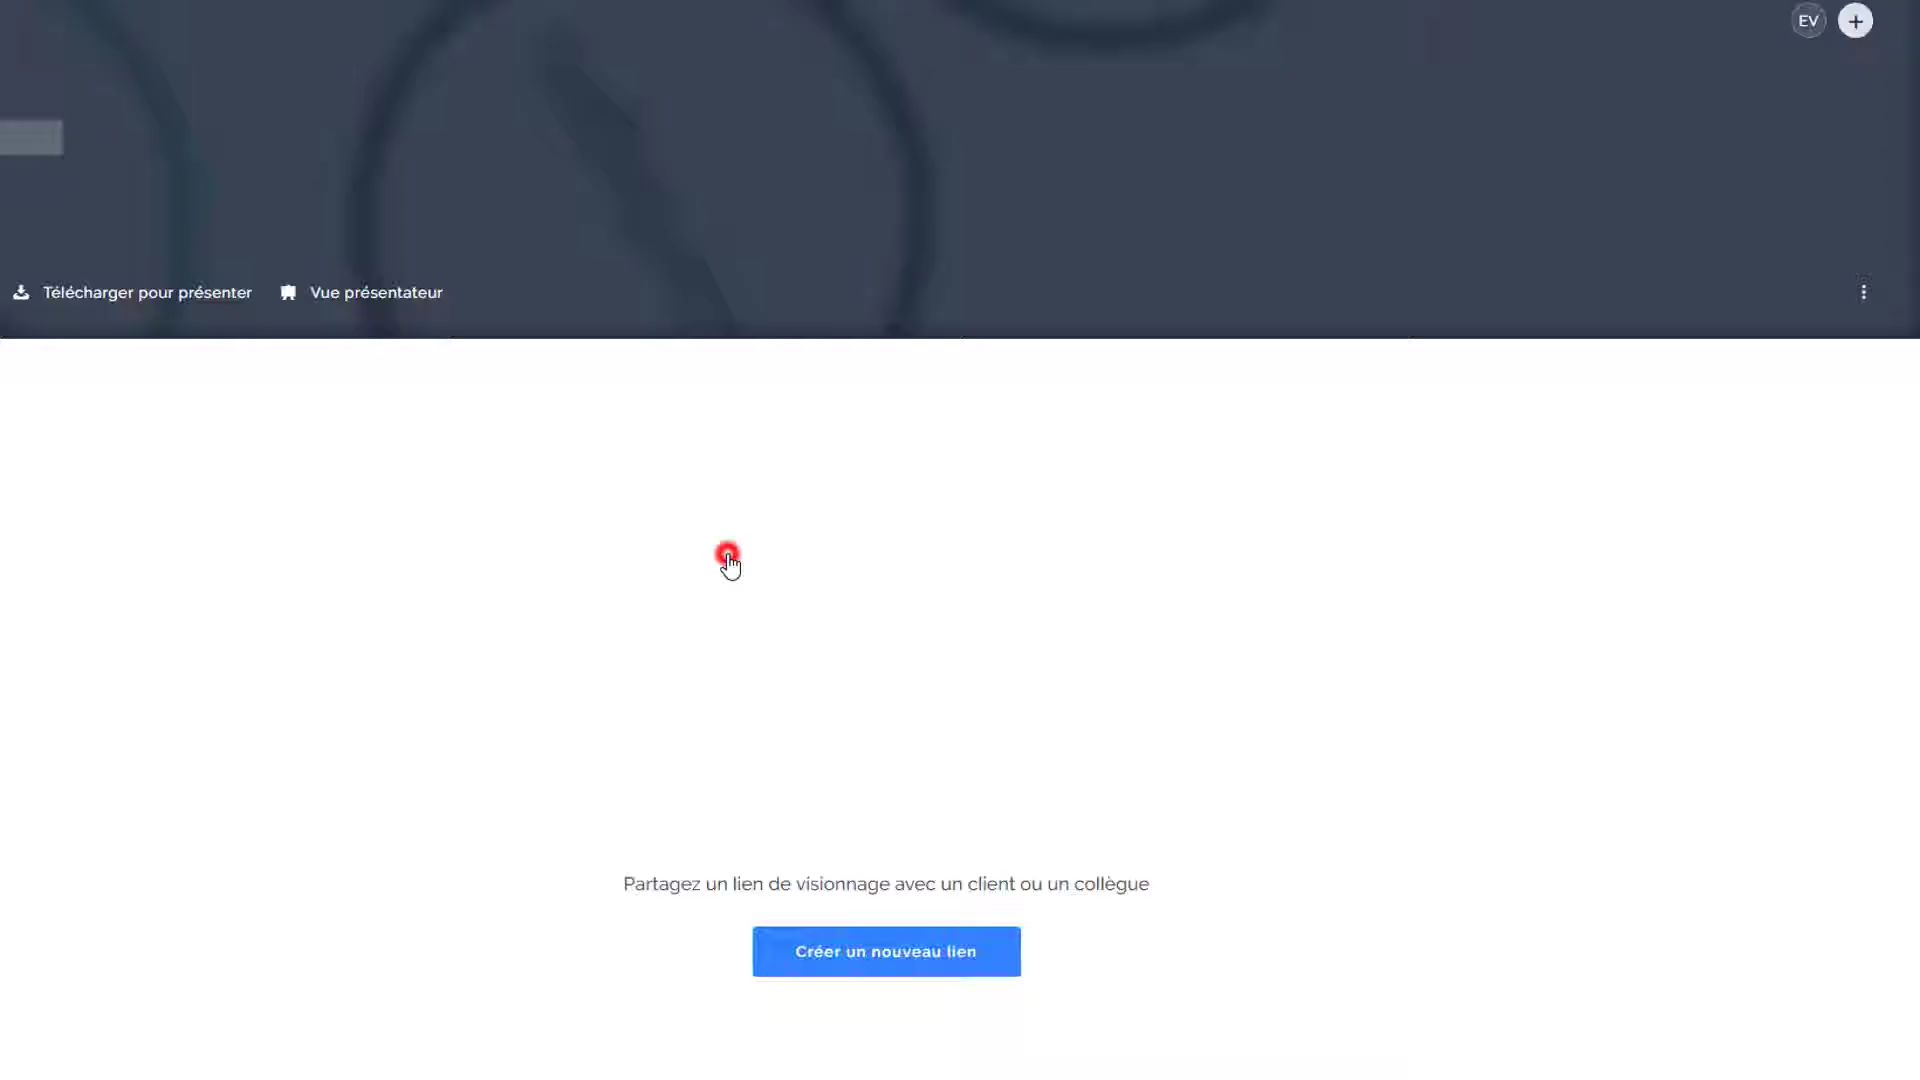 EV
Télécharger pour présenter
Vue présentateur
Partagez un lien de visionnage avec un client ou un collègue
Créer un nouveau lien